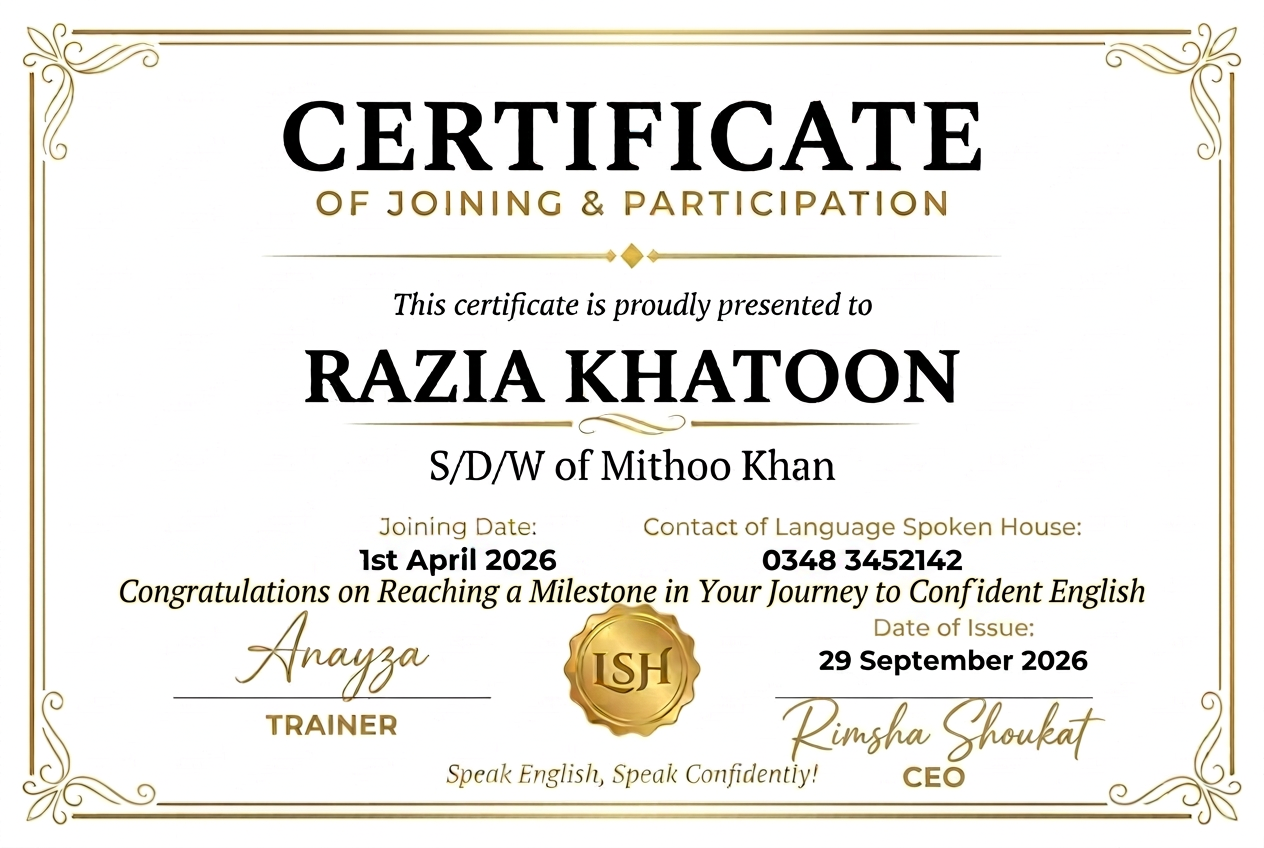 CERTIFICATE
OF JOINING & PARTICIPATION
This certificate is proudly presented to
RAZIA KHATOON
S/D/W of Mithoo Khan
Joining Date:
1st April 2026
Contact of Language Spoken House:
0348 3452142
Congratulations on Reaching a Milestone in Your Journey to Confident English
Anayza
TRAINER
LSH
Date of Issue:
29 September 2026
Rimsha Shoukat
CEO
Speak English, Speak Confidently!